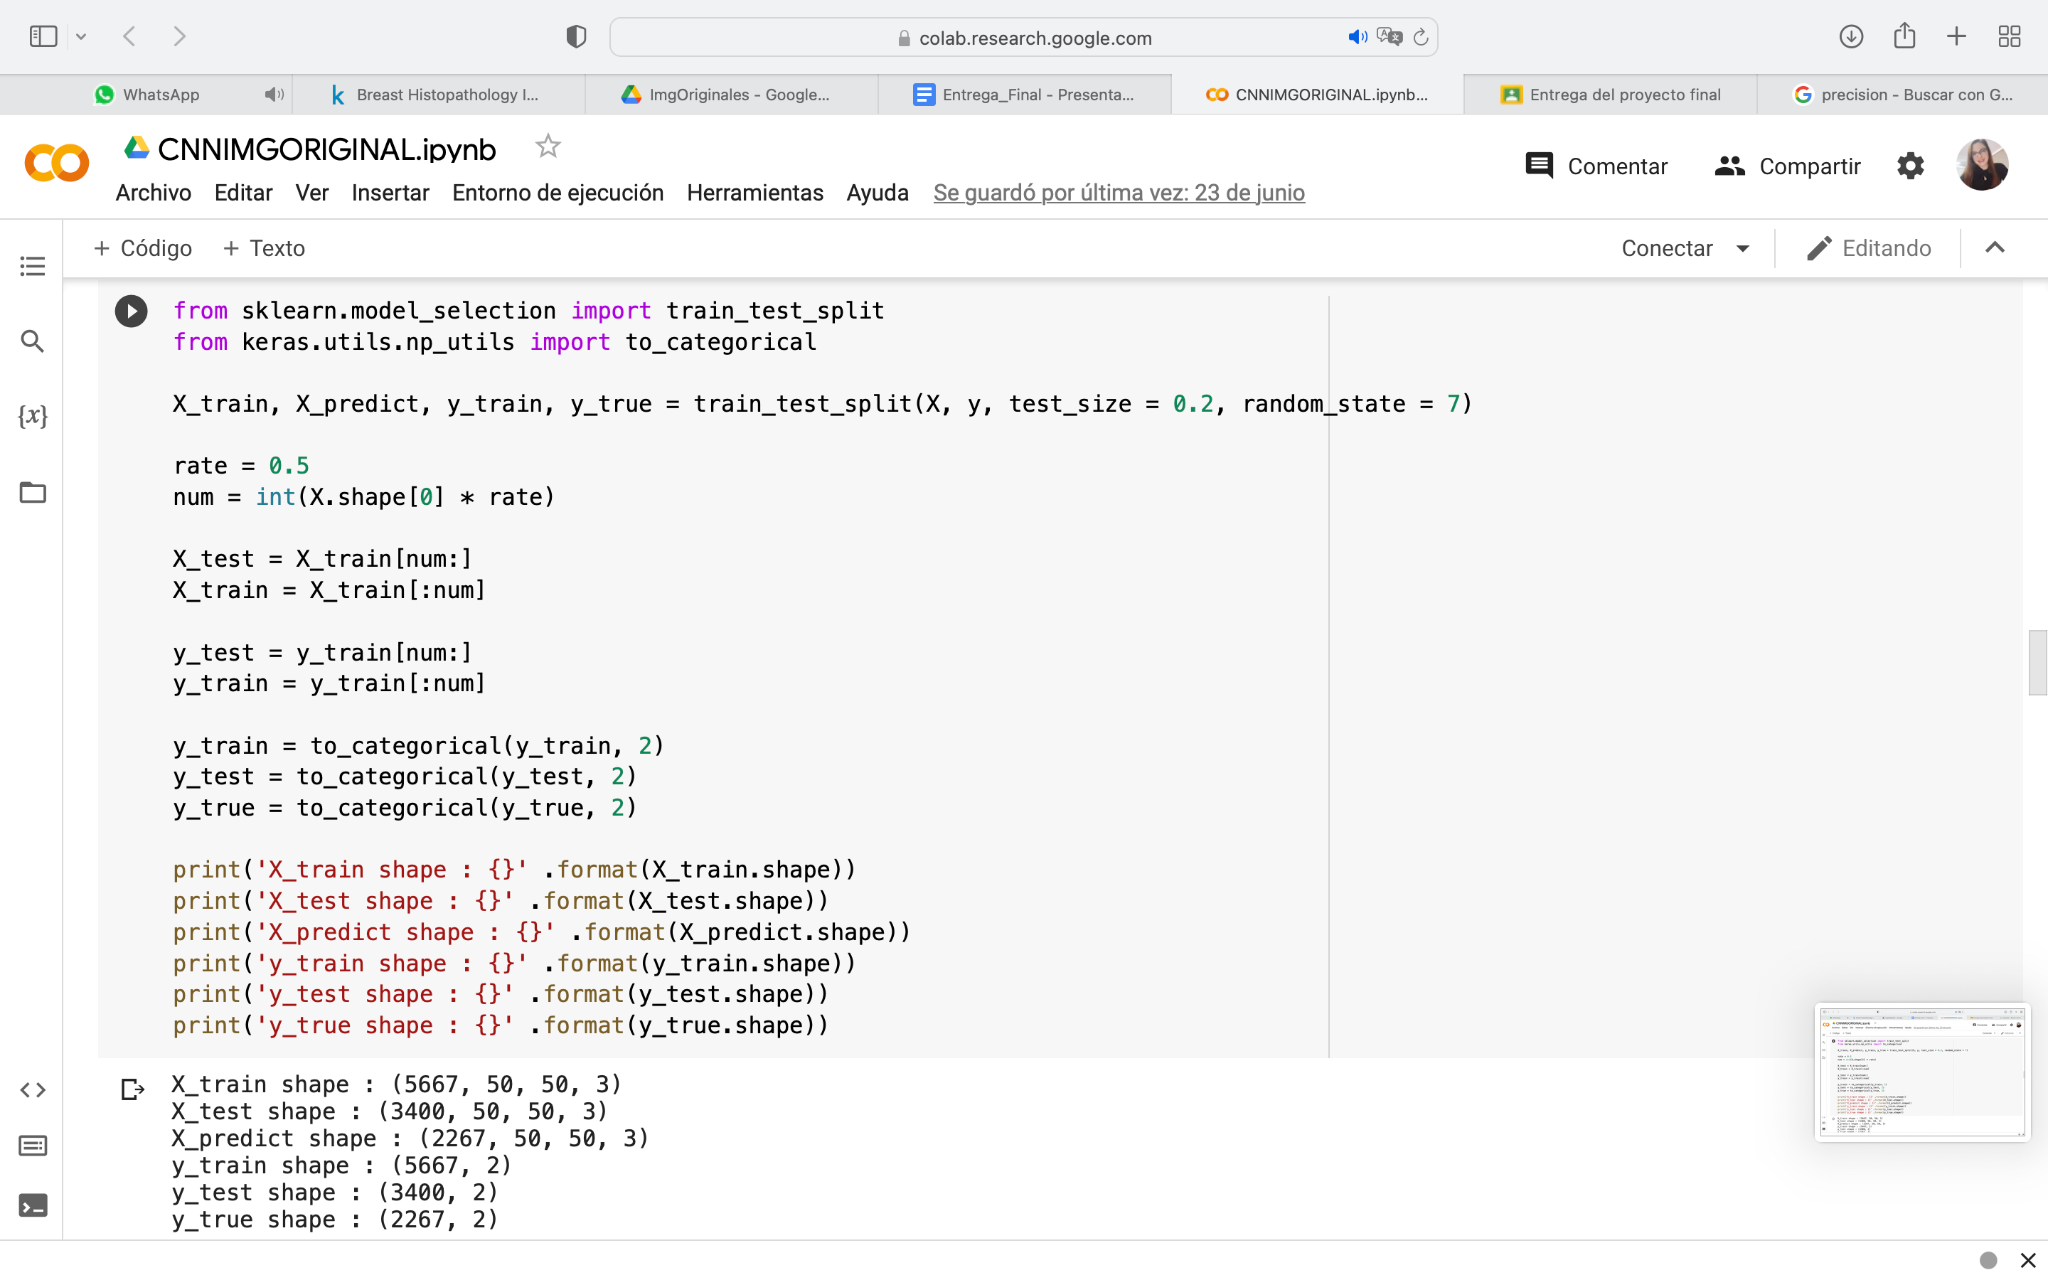 colab.research.google.com
WhatsApp
Breast Histopathology I...
ImgOriginales - Google...
Entrega_Final - Presenta...
CNNIMGORIGINAL.ipynb...
Entrega del proyecto final
precision - Buscar con G...
CNNIMGORIGINAL.ipynb
Comentar
Compartir
Archivo Editar Ver Insertar Entorno de ejecución Herramientas Ayuda Se guardó por última vez: 23 de junio
+ Código + Texto
Conectar
Editando
from sklearn.model_selection import train_test_split
from keras.utils.np_utils import to_categorical
X_train, X_predict, y_train, y_true = train_test_split(X, y, test_size = 0.2, random_state = 7)
rate = 0.5
num = int(X.shape[0] * rate)
X_test = X_train[num:]
X_train = X_train[:num]
y_test = y_train[num:]
y_train = y_train[:num]
y_train = to_categorical(y_train, 2)
y_test = to_categorical(y_test, 2)
y_true = to_categorical(y_true, 2)
print('X_train shape : {}' .format(X_train.shape))
print('X_test shape : {}' .format(X_test.shape))
print('X_predict shape : {}' .format(X_predict.shape))
print('y_train shape : {}' .format(y_train.shape))
print('y_test shape : {}' .format(y_test.shape))
print('y_true shape : {}' .format(y_true.shape))
X_train shape : (5667, 50, 50, 3)
X_test shape : (3400, 50, 50, 3)
X_predict shape : (2267, 50, 50, 3)
y_train shape : (5667, 2)
y_test shape : (3400, 2)
y_true shape : (2267, 2)